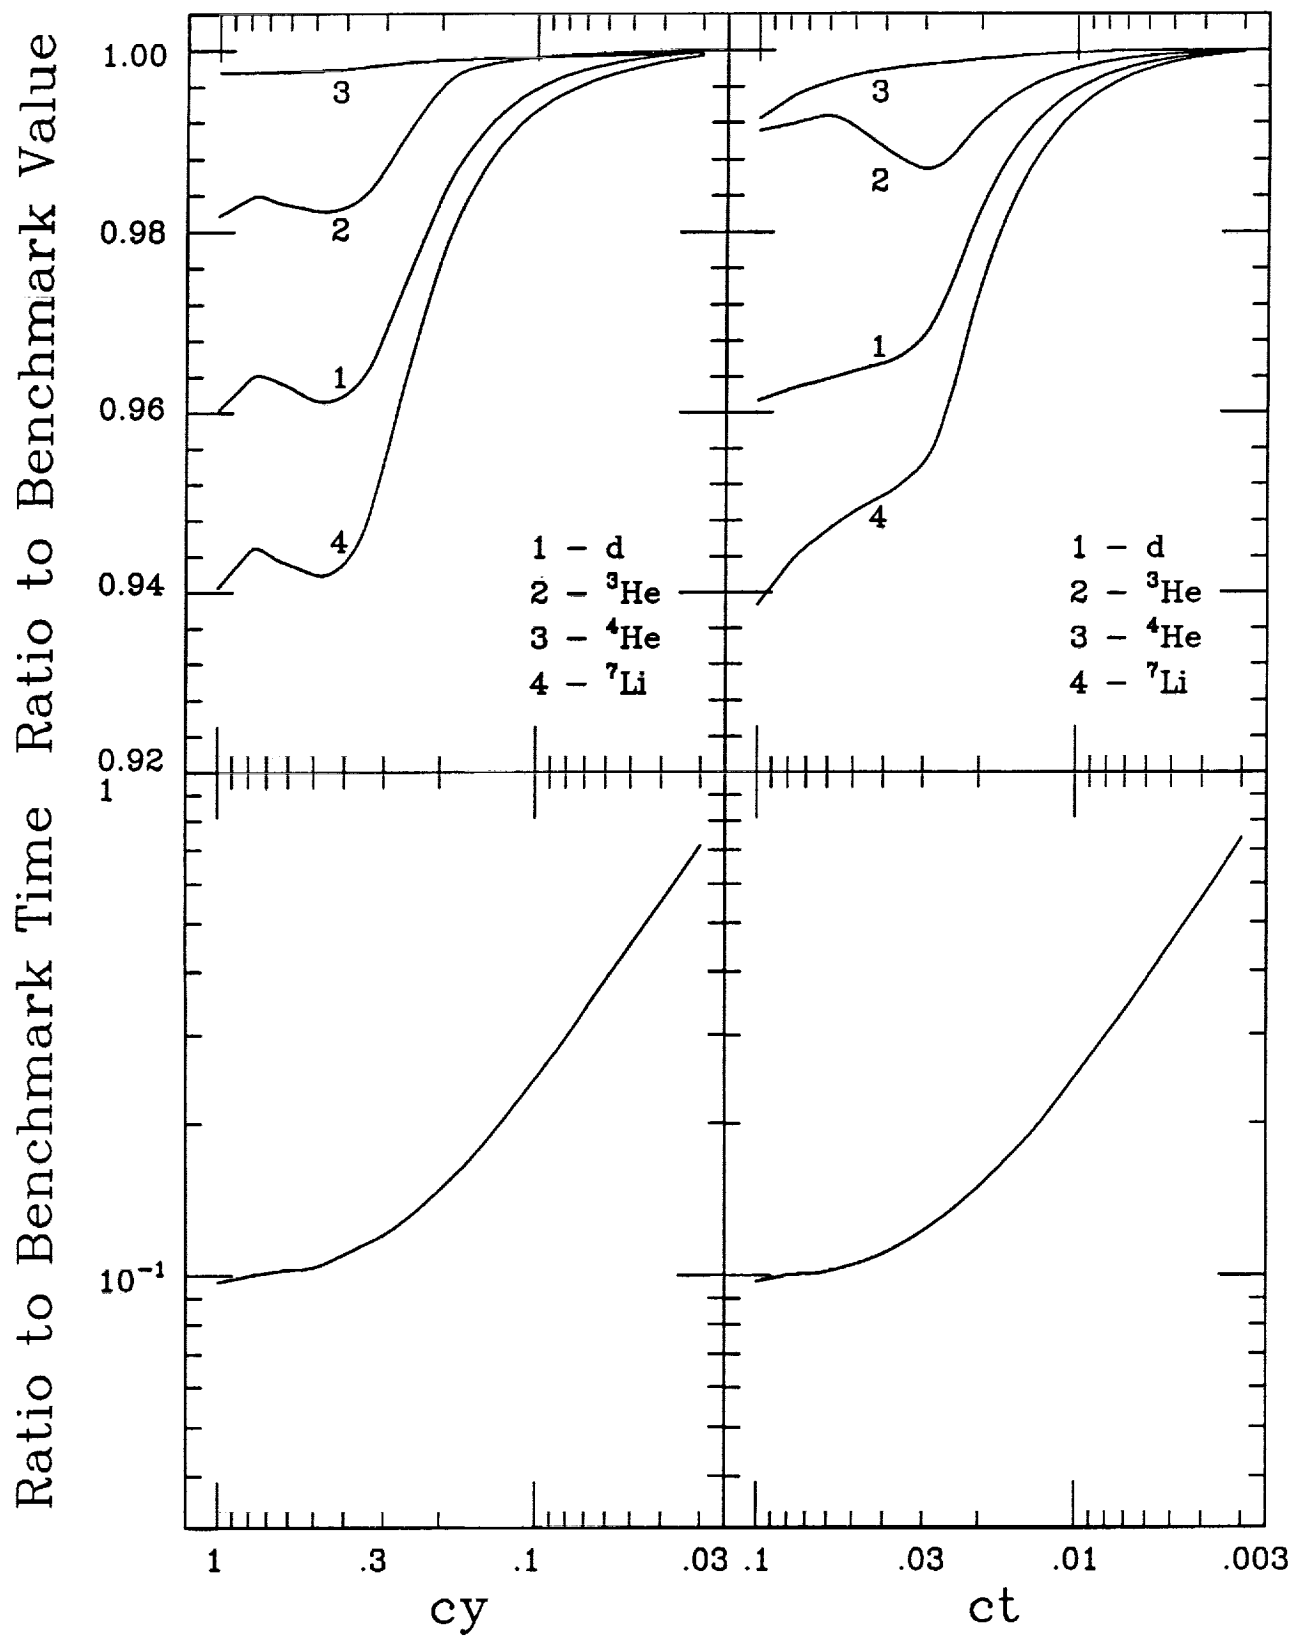 Ratio to Benchmark Value
Ratio to Benchmark Time
1.00
0.98
0.96
0.94
0.92
3
2
1
4
1 – d
2 – ³He
3 – ⁴He
4 – ⁷Li
3
2
1
4
1 – d
2 – ³He
3 – ⁴He
4 – ⁷Li
1
10⁻¹
1 .3 .1 .03
.1 .03 .01 .003
cy
ct